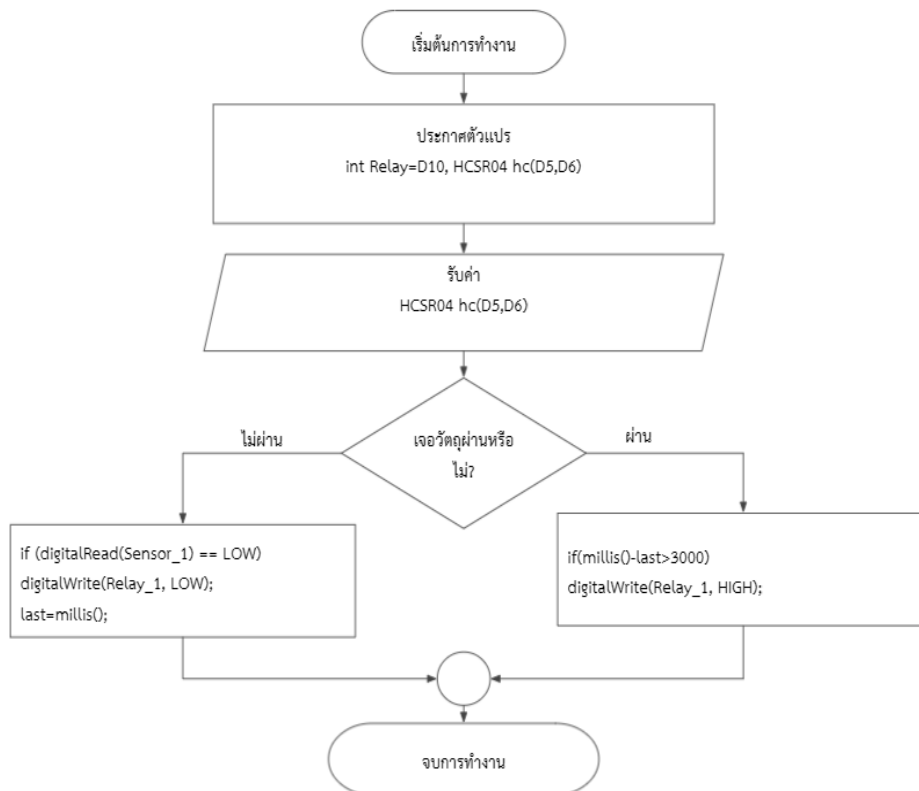 เริ่มต้นการทำงาน
ประกาศตัวแปร
int Relay=D10, HCSR04 hc(D5,D6)
รับค่า
HCSR04 hc(D5,D6)
เจอวัตถุผ่านหรือ
ไม่?
ไม่ผ่าน
ผ่าน
if (digitalRead(Sensor_1) == LOW)
digitalWrite(Relay_1, LOW);
last=millis();
if(millis()-last>3000)
digitalWrite(Relay_1, HIGH);
จบการทำงาน